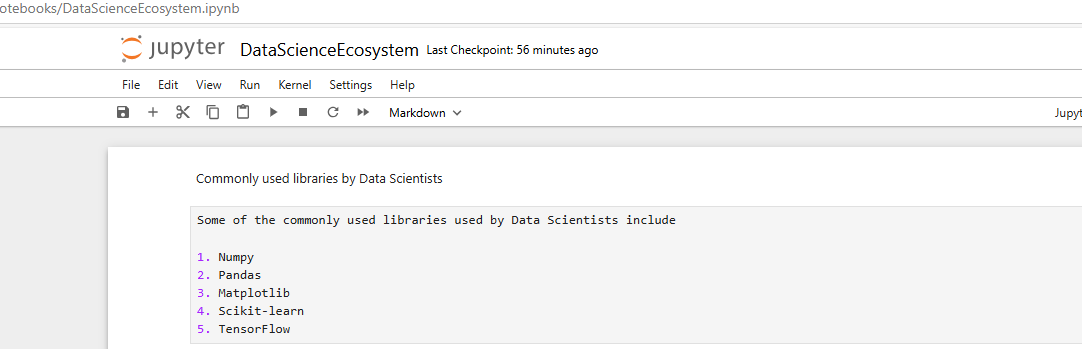 otebooks/DataScienceEcosystem.ipynb
jupyter DataScienceEcosystem Last Checkpoint: 56 minutes ago
File Edit View Run Kernel Settings Help
Markdown Jupyt
Commonly used libraries by Data Scientists
Some of the commonly used libraries used by Data Scientists include
1. Numpy
2. Pandas
3. Matplotlib
4. Scikit-learn
5. TensorFlow